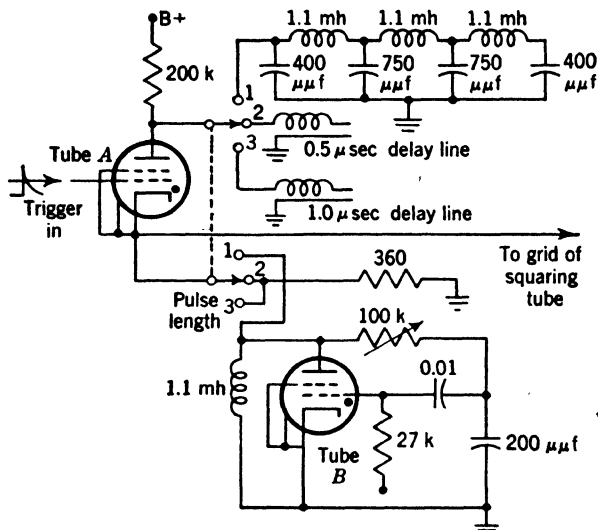 B+
1.1 mh 1.1 mh 1.1 mh
200 k
400 μμf
750 μμf
750 μμf
400 μμf
1
2
3
0.5 μ sec delay line
1.0 μ sec delay line
Tube A
Trigger in
To grid of squaring tube
1
2
3
Pulse length
360
100 k
1.1 mh
0.01
27 k
200 μμf
Tube B